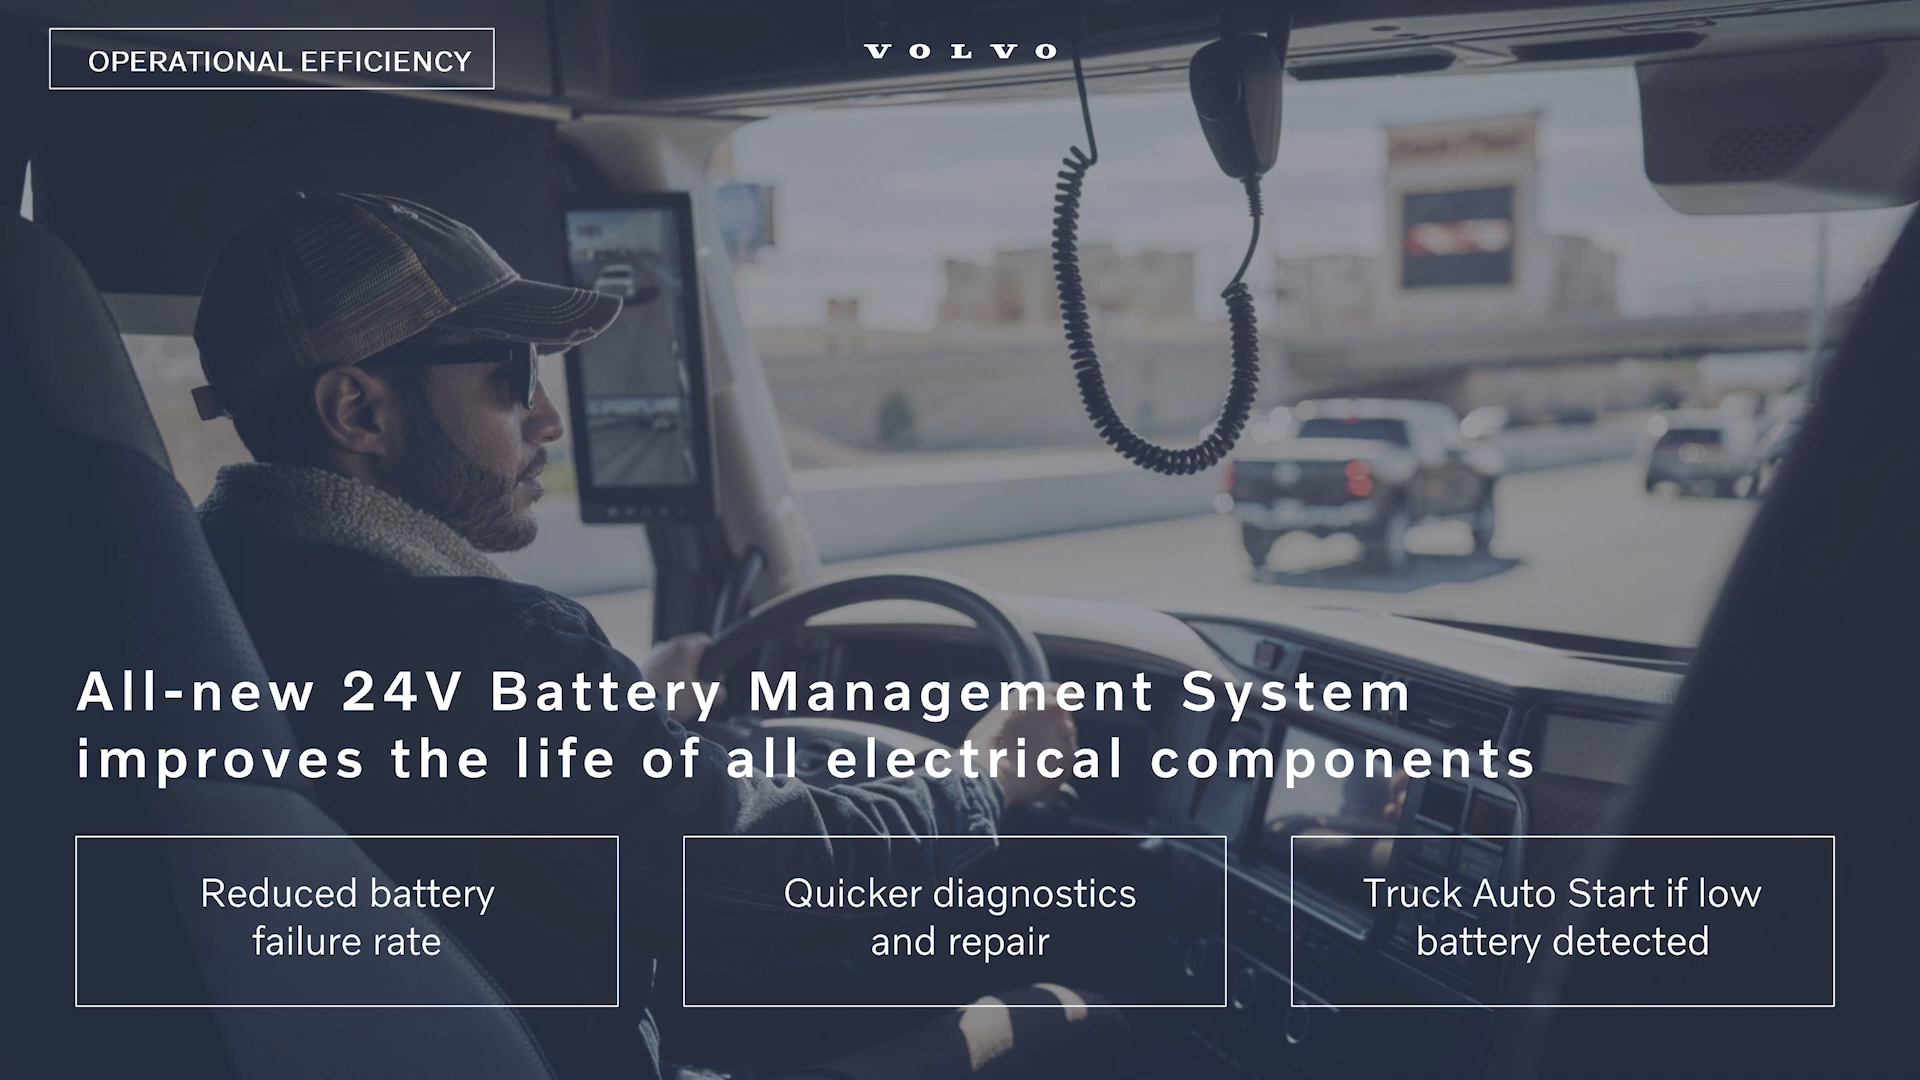 OPERATIONAL EFFICIENCY
VOLVO
All-new 24V Battery Management System
improves the life of all electrical components
Reduced battery
failure rate
Quicker diagnostics
and repair
Truck Auto Start if low
battery detected